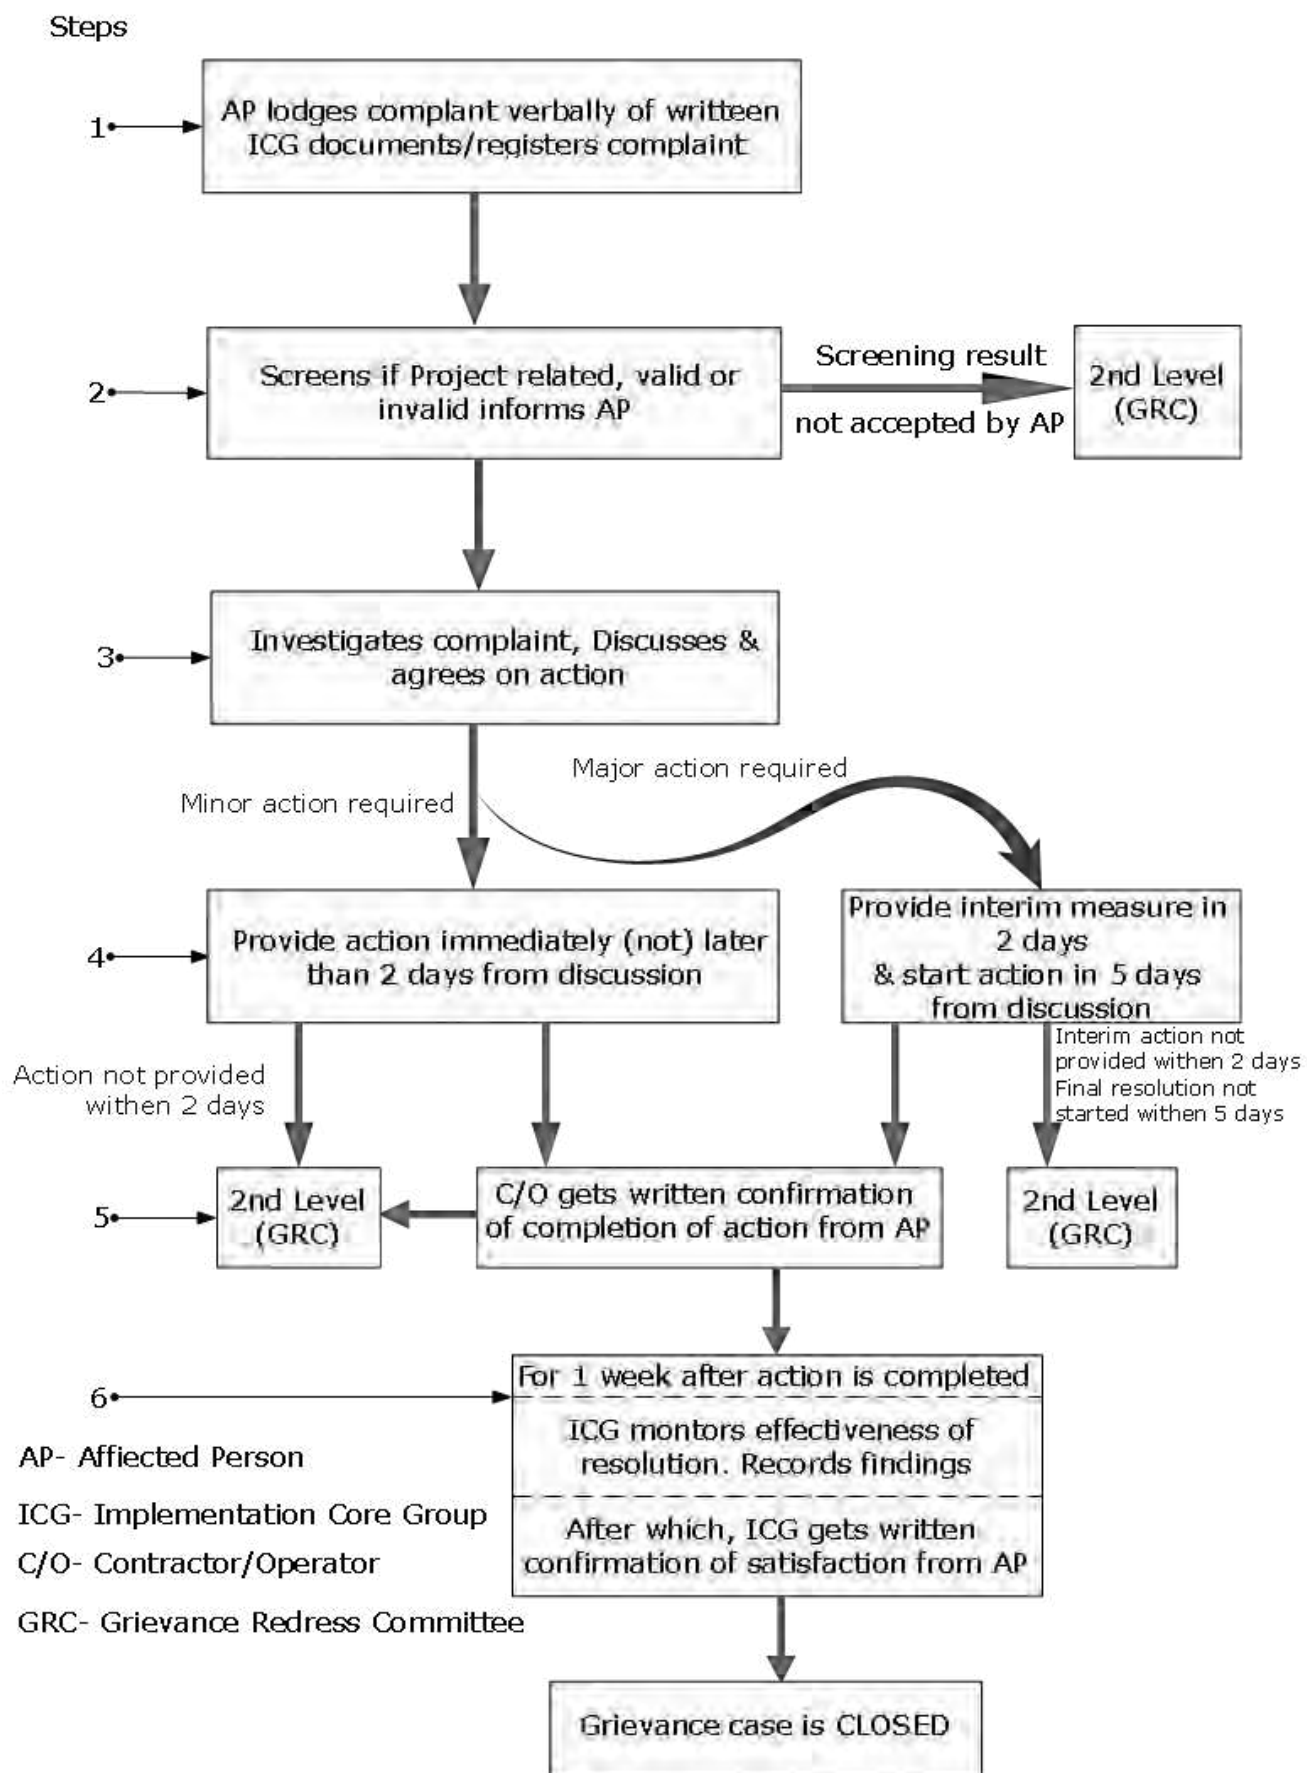 Steps
1
AP lodges complant verbally of writteen
ICG documents/registers complaint
2
Screens if Project related, valid or
invalid informs AP
Screening result
not accepted by AP
2nd Level
(GRC)
3
Investigates complaint, Discusses &
agrees on action
Minor action required
Major action required
4
Provide action immediately (not) later
than 2 days from discussion
Provide interim measure in
2 days
& start action in 5 days
from discussion
Action not provided
withen 2 days
Interim action not
provided withen 2 days
Final resolution not
started withen 5 days
5
2nd Level
(GRC)
C/O gets written confirmation
of completion of action from AP
2nd Level
(GRC)
6
For 1 week after action is completed
ICG montors effectiveness of
resolution. Records findings
After which, ICG gets written
confirmation of satisfaction from AP
AP- Affiected Person
ICG- Implementation Core Group
C/O- Contractor/Operator
GRC- Grievance Redress Committee
Grievance case is CLOSED